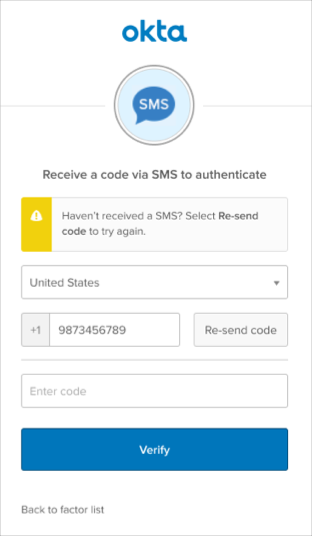 okta
SMS
Receive a code via SMS to authenticate
Haven't received a SMS? Select Re-send
code to try again.
United States
+1 9873456789 Re-send code
Enter code
Verify
Back to factor list